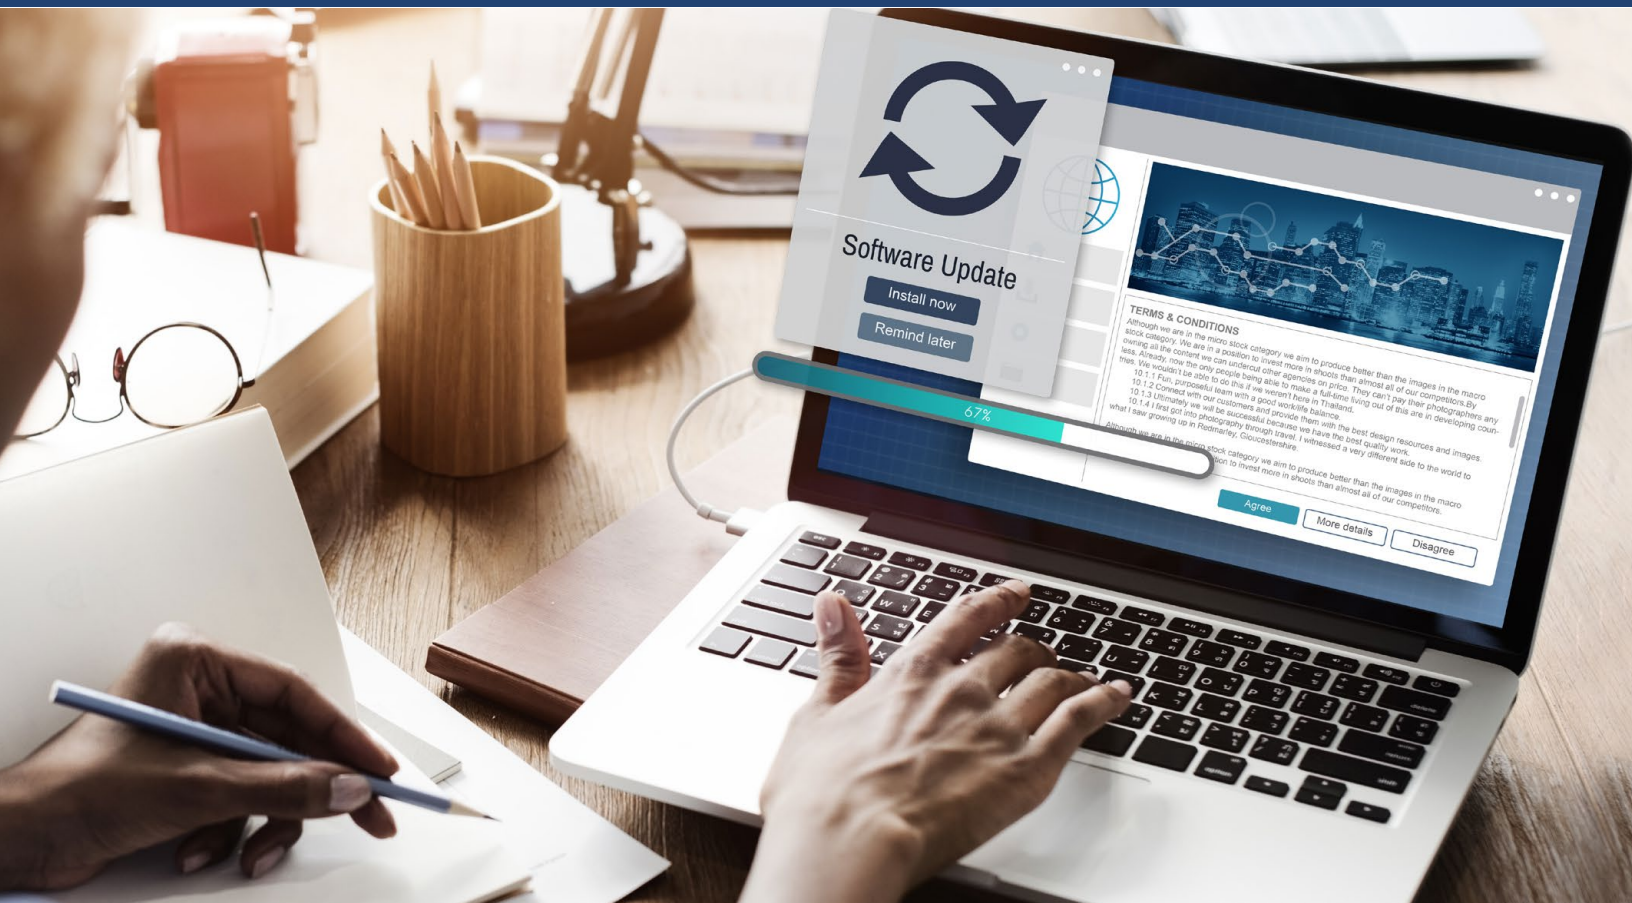 Software Update
Install now
Remind later
67%
TERMS & CONDITIONS
Although we are in the micro stock category we aim to produce better than the images in the macro
stock category. We are in a position to invest more in shoots than almost all of our competitors.By
owning all the content we can undercut other agencies on price. They can't pay their photographers any
less. Already, now the only people being able to make a full-time living out of this are in developing coun-
tries. We wouldn't be able to do this if we weren't here in Thailand.
10.1.1 Fun, purposeful team with a good work/life balance.
10.1.2 Connect with our customers and provide them with the best design resources and images.
10.1.3 Ultimately we will be successful because we have the best quality work.
10.1.4 I first got into photography through travel. I witnessed a very different side to the world to
what I saw growing up in Redmarley, Gloucestershire.
Although we are in the micro stock category we aim to produce better than the images in the macro
to invest more in shoots than almost all of our competitors.
Agree
More details
Disagree
delete
return
shift
option